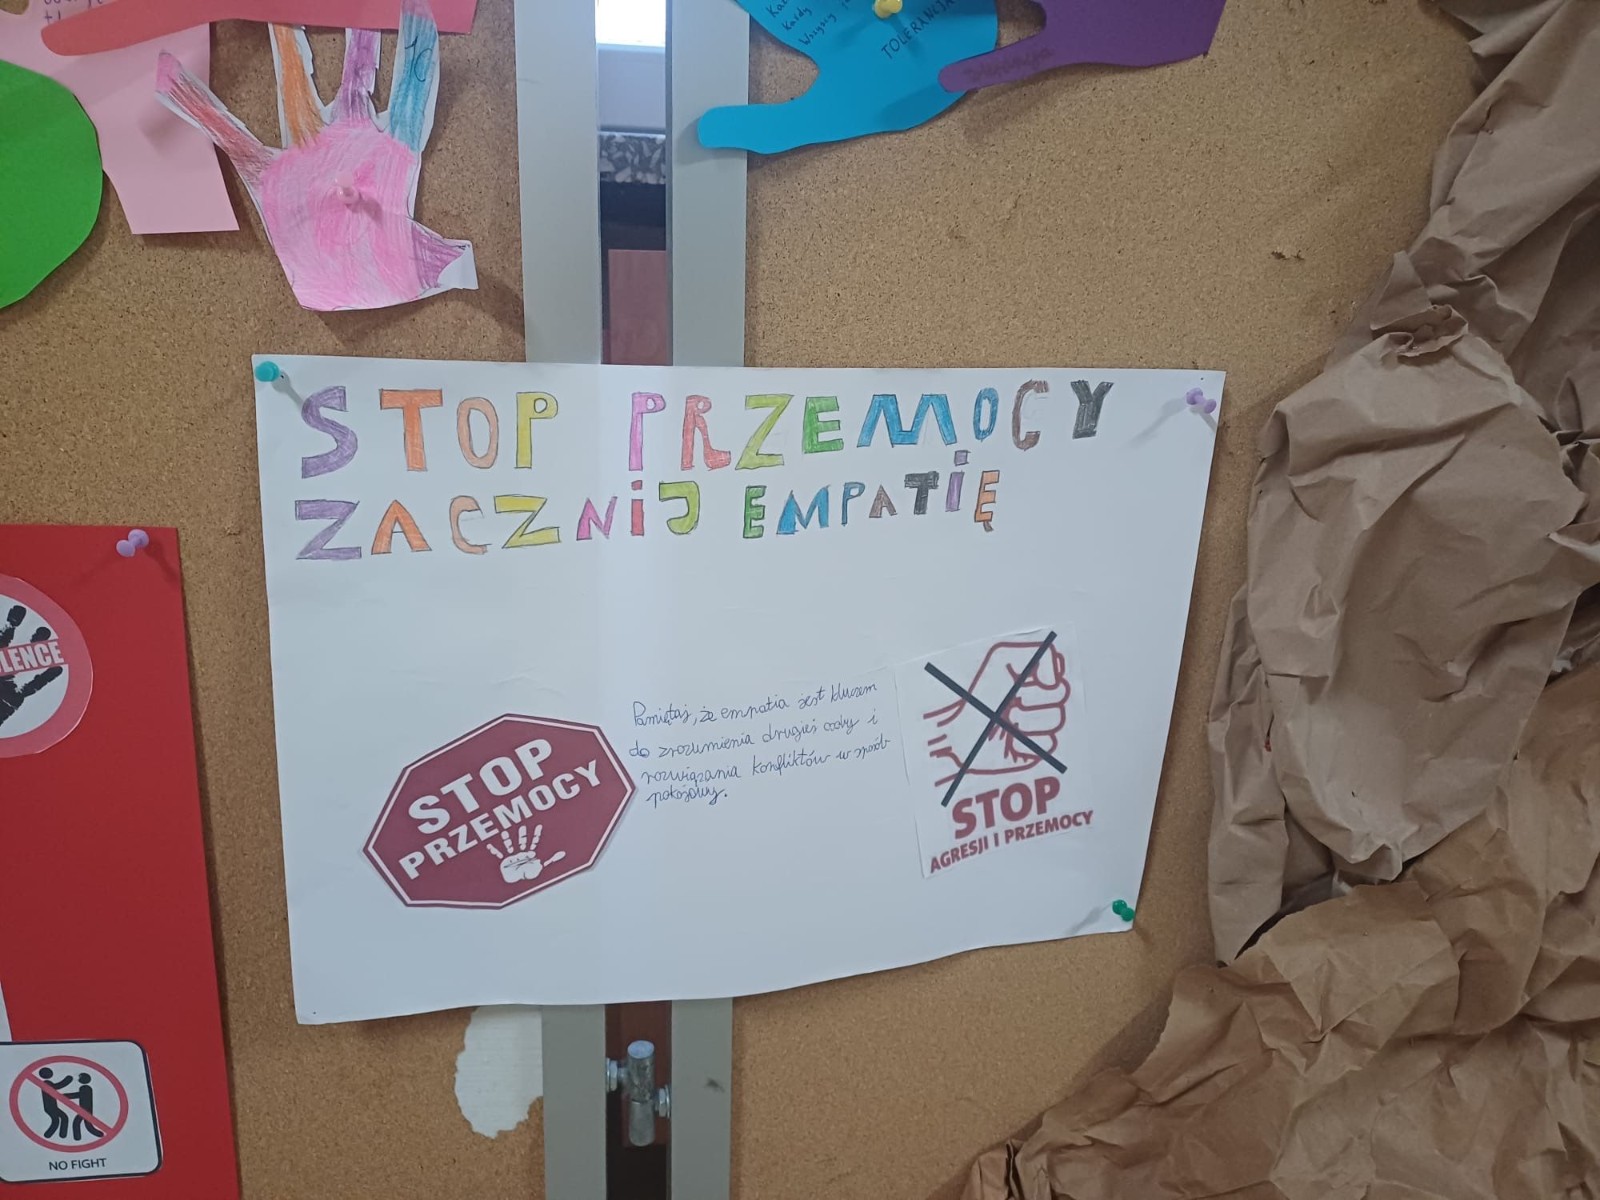 TOLERANCJA
STOP PRZEMOCY
ZACZNIJ EMPATIĘ
Pamiętaj, że empatia jest kluczem
do zrozumienia drugiej osoby i
rozwiązania konfliktów w sposób
pokojowy.
STOP
PRZEMOCY
STOP
AGRESJI I PRZEMOCY
LENCE
NO FIGHT